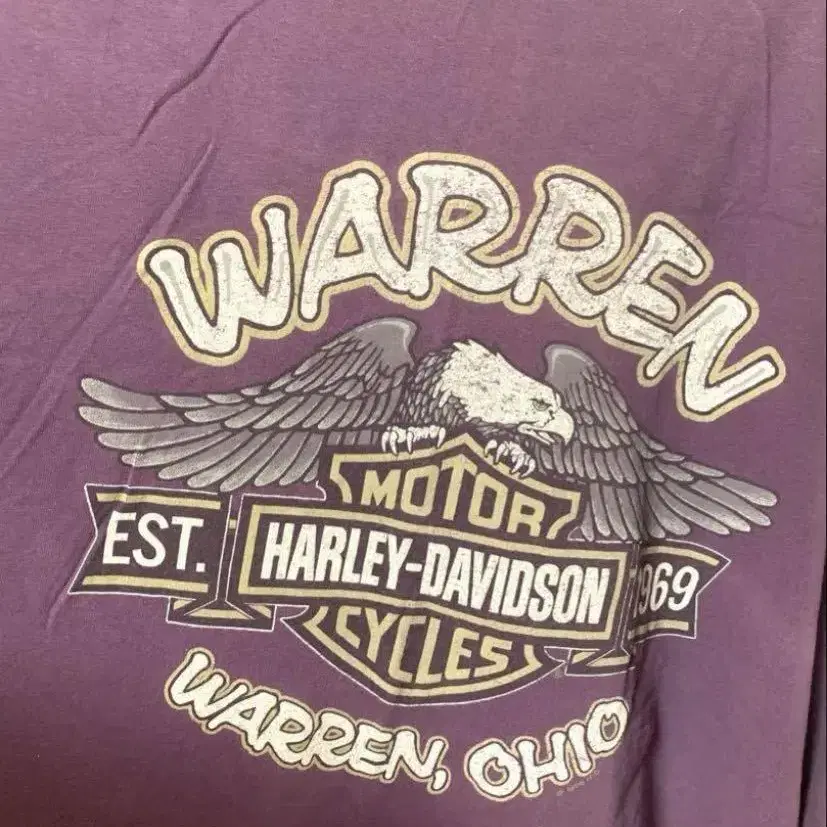 WARREN
MOTOR
EST. HARLEY-DAVIDSON 1969
CYCLES
WARREN, OHIO